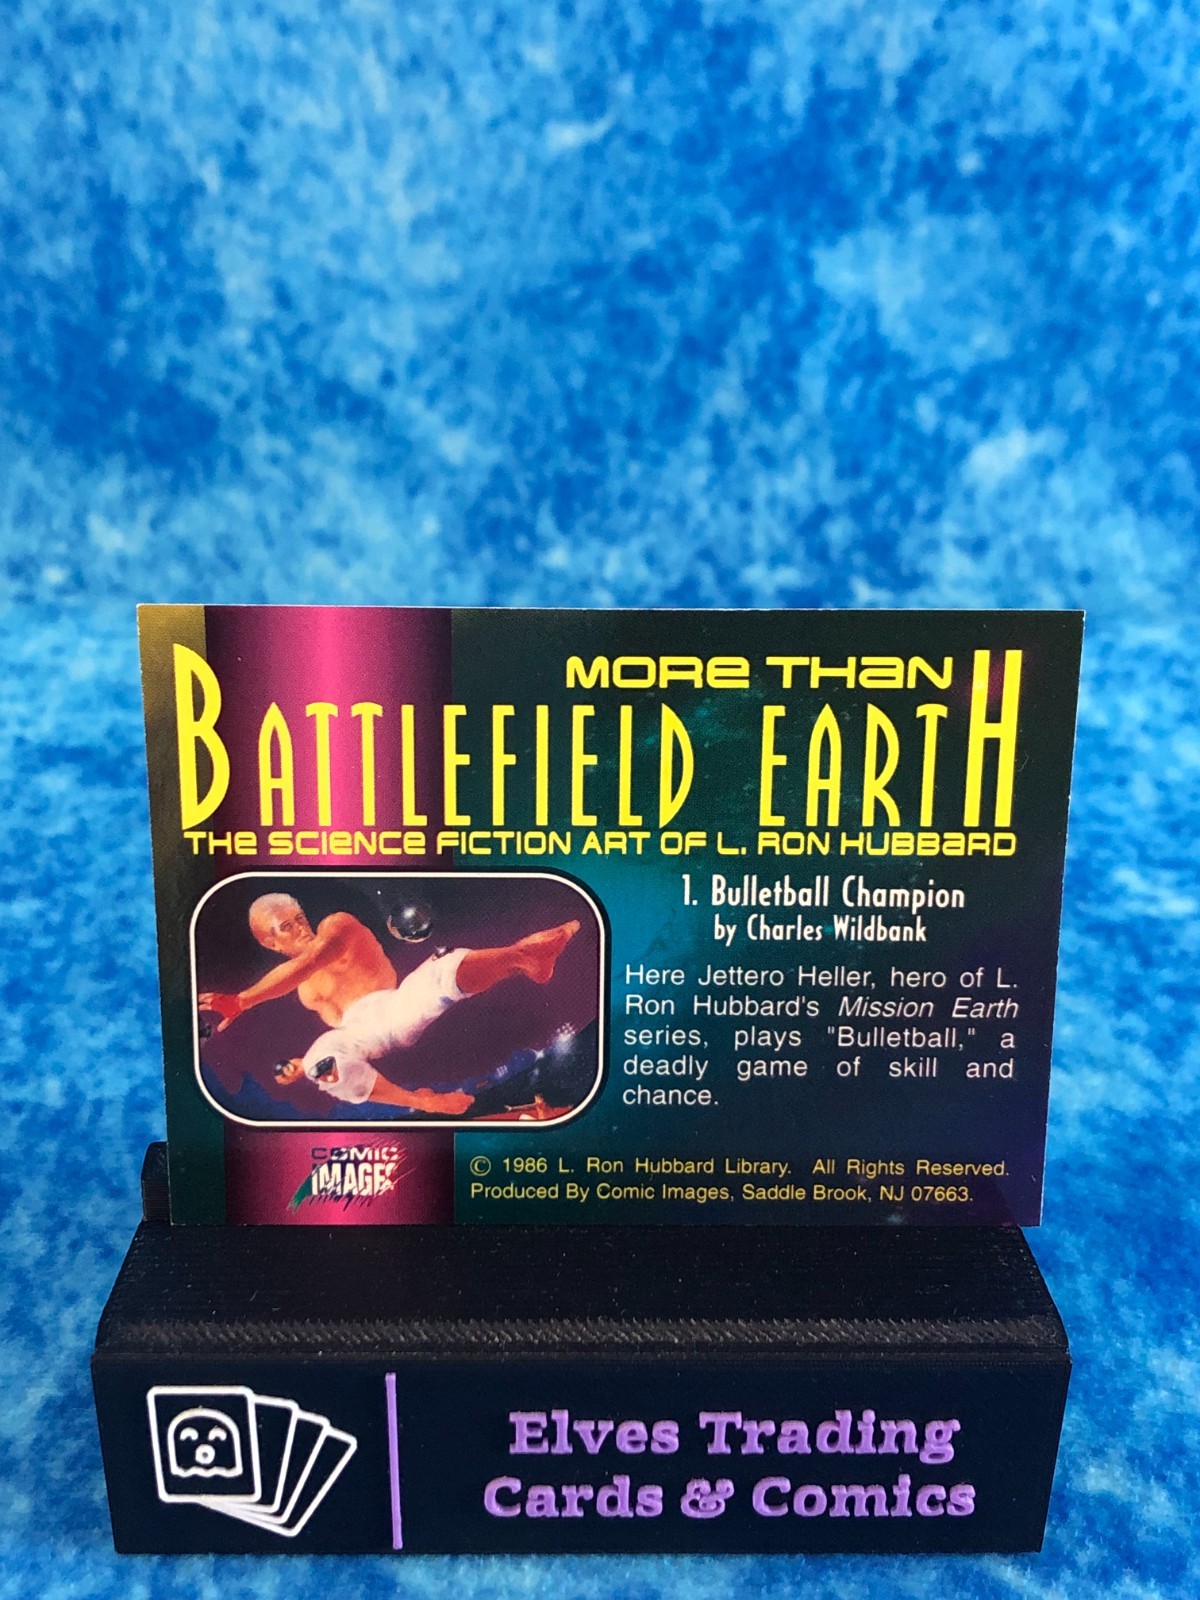 MORE THAN
BATTLEFIELD EARTH
THE SCIENCE FICTION ART OF L. RON HUBBARD
1. Bulletball Champion
by Charles Wildbank
Here Jettero Heller, hero of L.
Ron Hubbard's Mission Earth
series, plays "Bulletball," a
deadly game of skill and
chance.
COMIC
IMAGES
© 1986 L. Ron Hubbard Library. All Rights Reserved.
Produced By Comic Images, Saddle Brook, NJ 07663.
Elves Trading
Cards & Comics